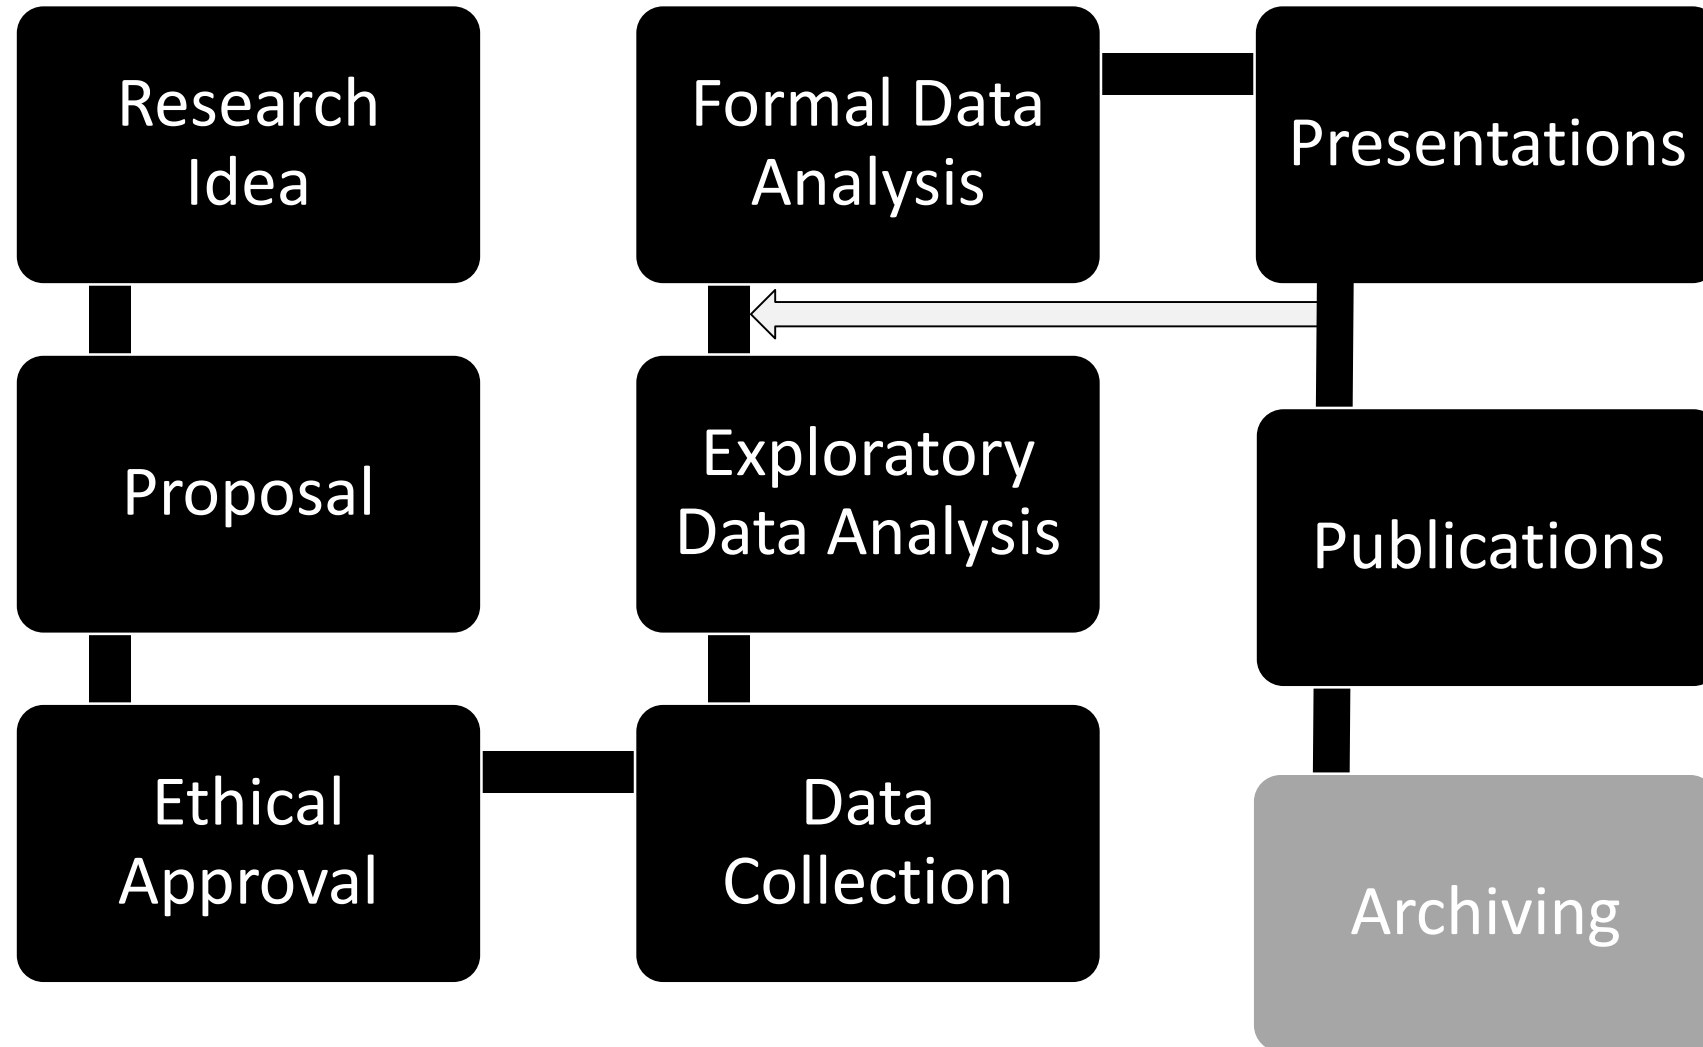 Research
Idea
Proposal
Ethical
Approval
Data
Collection
Exploratory
Data Analysis
Formal Data
Analysis
Presentations
Publications
Archiving